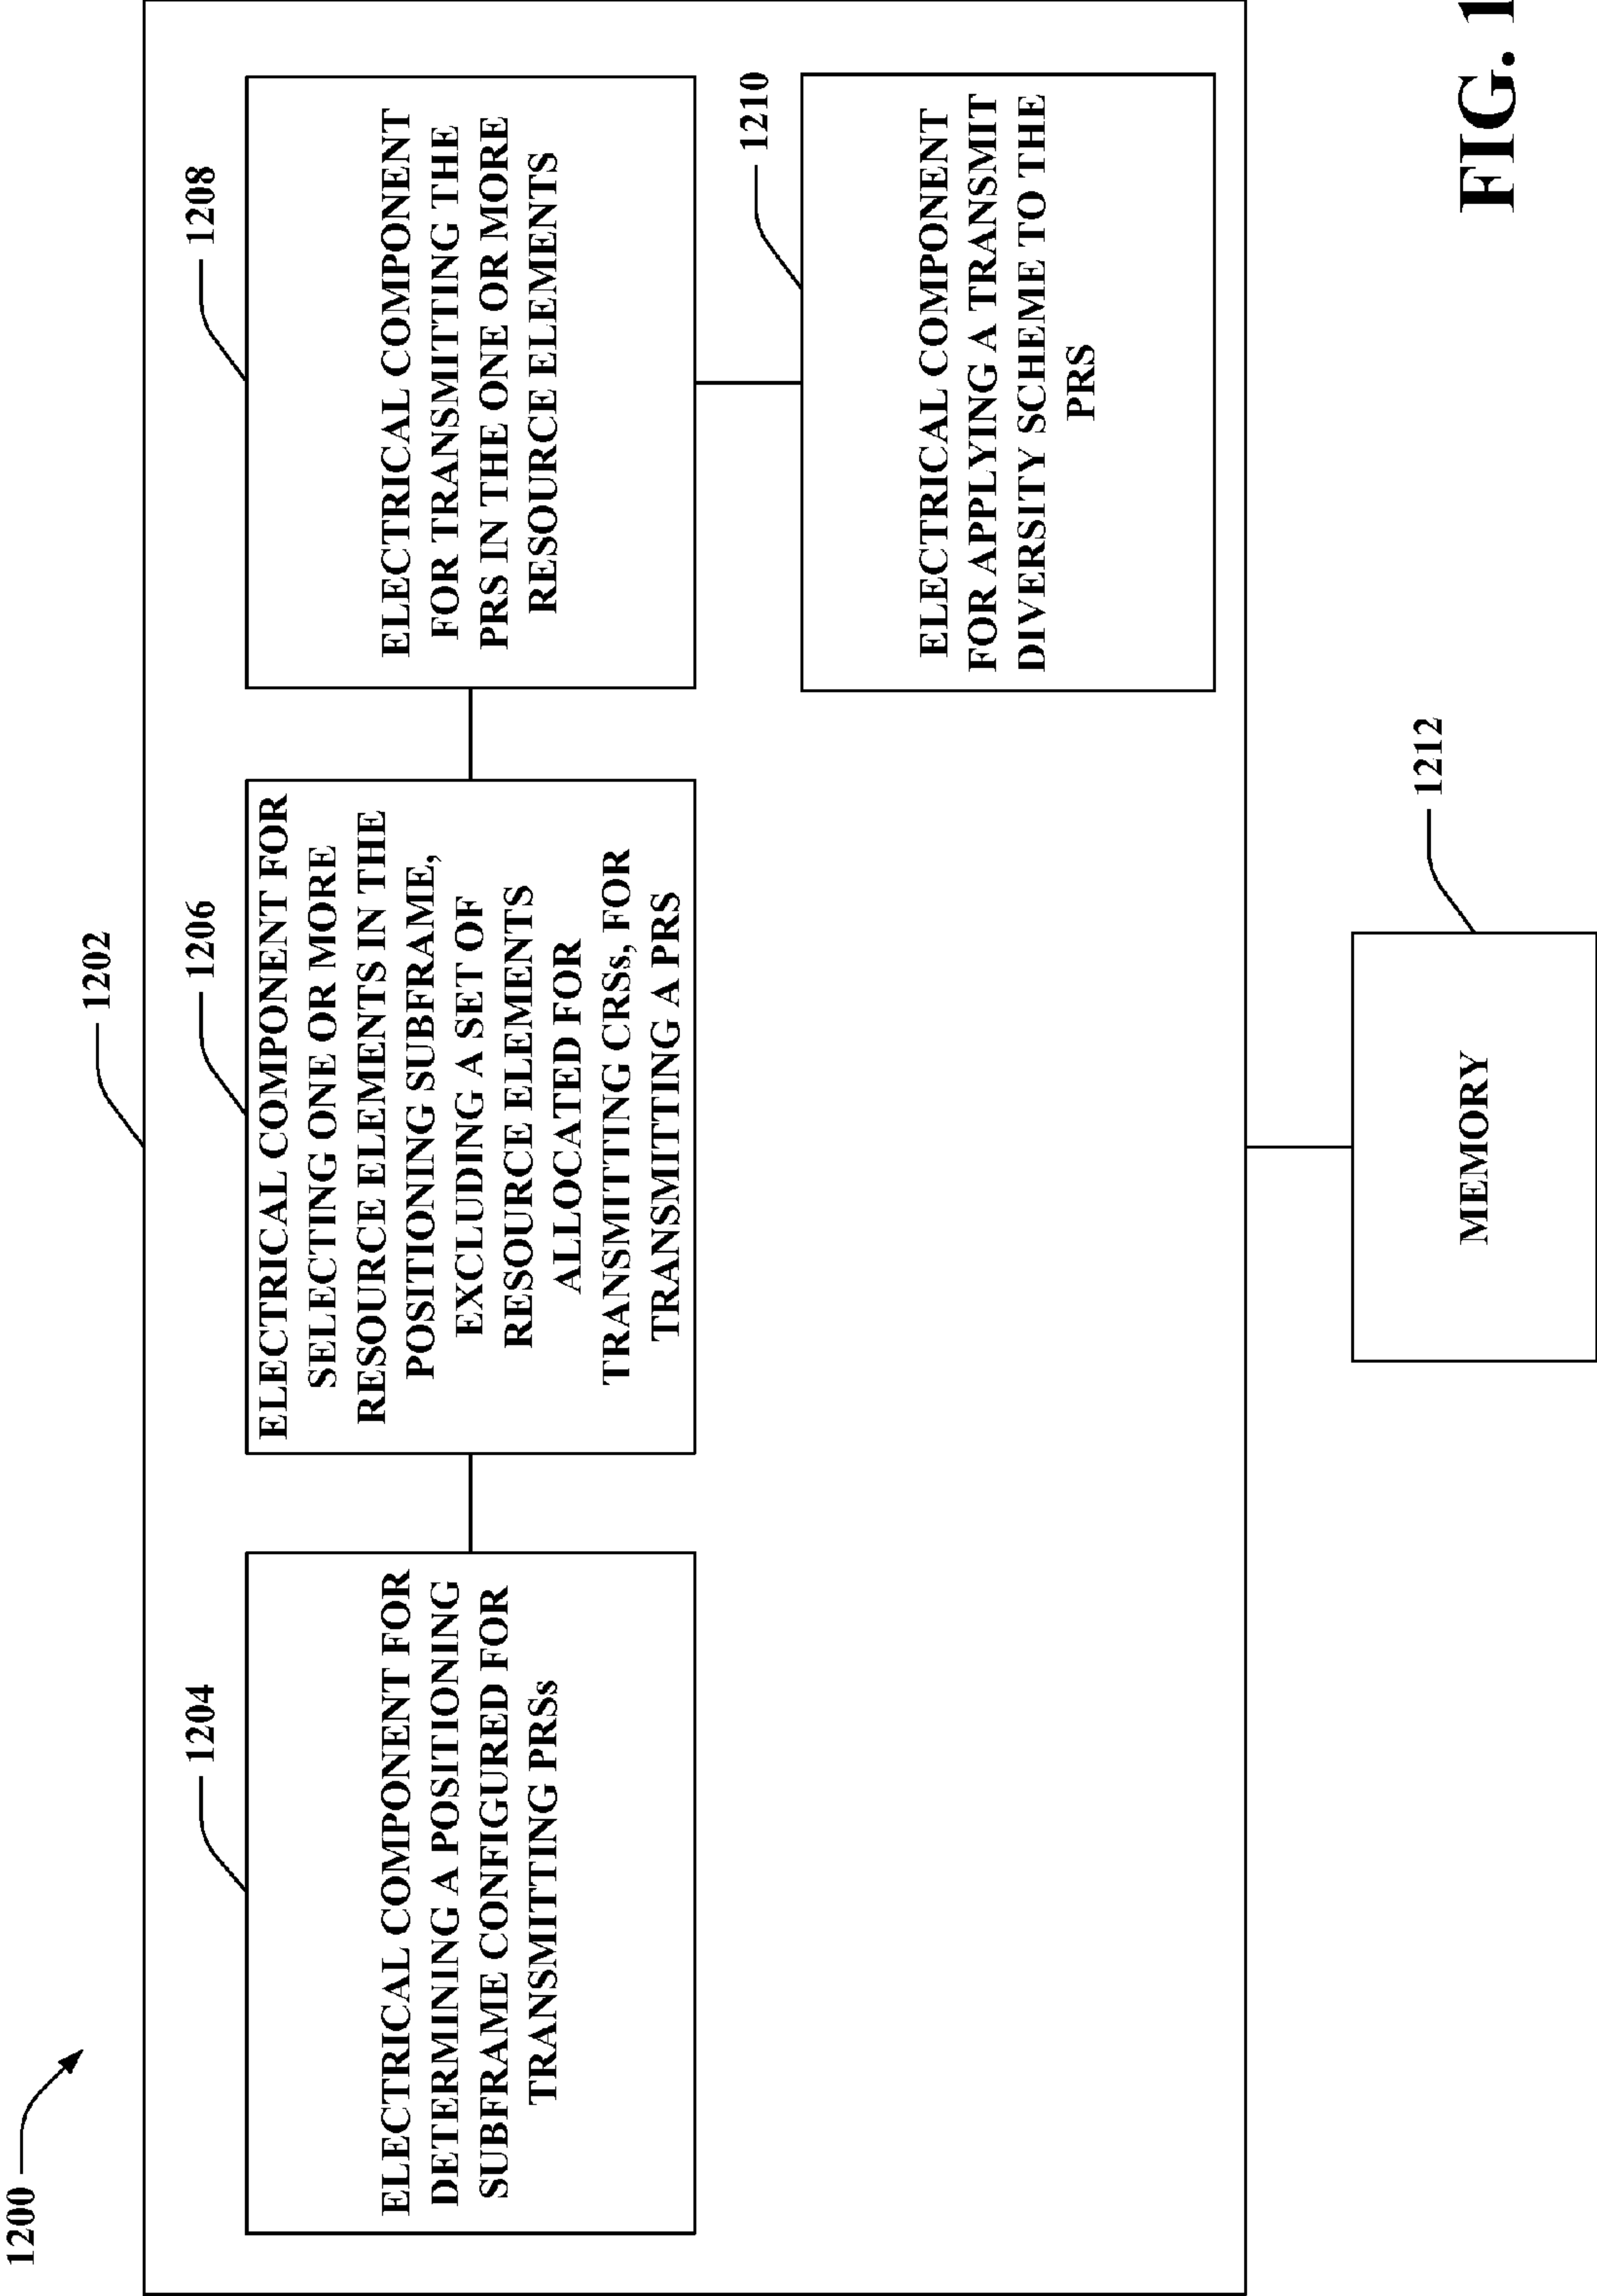 1200
1202
1204
ELECTRICAL COMPONENT FOR
DETERMINING A POSITIONING
SUBFRAME CONFIGURED FOR
TRANSMITTING PRSs
1206
ELECTRICAL COMPONENT FOR
SELECTING ONE OR MORE
RESOURCE ELEMENTS IN THE
POSITIONING SUBFRAME,
EXCLUDING A SET OF
RESOURCE ELEMENTS
ALLOCATED FOR
TRANSMITTING CRSs, FOR
TRANSMITTING A PRS
1208
ELECTRICAL COMPONENT
FOR TRANSMITTING THE
PRS IN THE ONE OR MORE
RESOURCE ELEMENTS
1210
ELECTRICAL COMPONENT
FOR APPLYING A TRANSMIT
DIVERSITY SCHEME TO THE
PRS
1212
MEMORY
FIG. 1